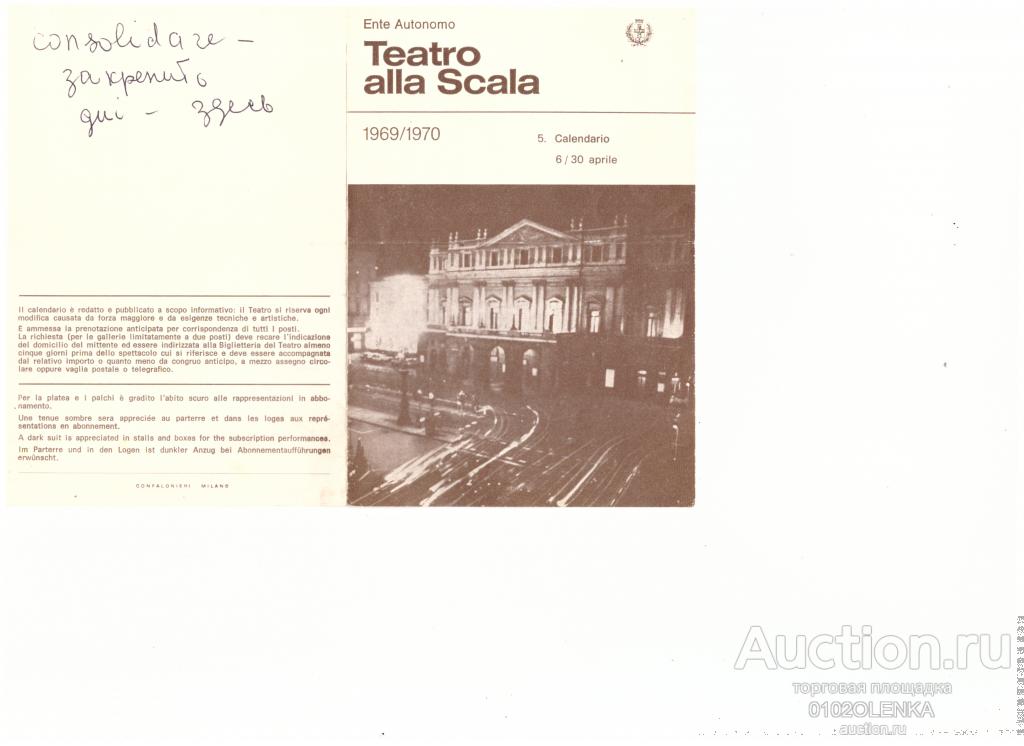 consolidare –
закрепить
qui – здесь
Il calendario è redatto e pubblicato a scopo informativo: il Teatro si riserva ogni
modifica causata da forza maggiore e da esigenze tecniche e artistiche.
È ammessa la prenotazione anticipata per corrispondenza di tutti i posti.
La richiesta (per le gallerie limitatamente a due posti) deve recare l'indicazione
del domicilio del mittente ed essere indirizzata alla Biglietteria del Teatro almeno
cinque giorni prima dello spettacolo cui si riferisce e deve essere accompagnata
dal relativo importo o quanto meno da congruo anticipo, a mezzo assegno circo-
lare oppure vaglia postale o telegrafico.
Per la platea e i palchi è gradito l'abito scuro alle rappresentazioni in abbo-
namento.
Une tenue sombre sera appreciée au parterre et dans les loges aux repré-
sentations en abonnement.
A dark suit is appreciated in stalls and boxes for the subscription performances.
Im Parterre und in den Logen ist dunkler Anzug bei Abonnementaufführungen
erwünscht.
CONFALONIERI MILANO
Ente Autonomo
Teatro
alla Scala
1969/1970
5. Calendario
6/30 aprile
Auction.ru
торговая площадка
0102OLENKA
auction.ru